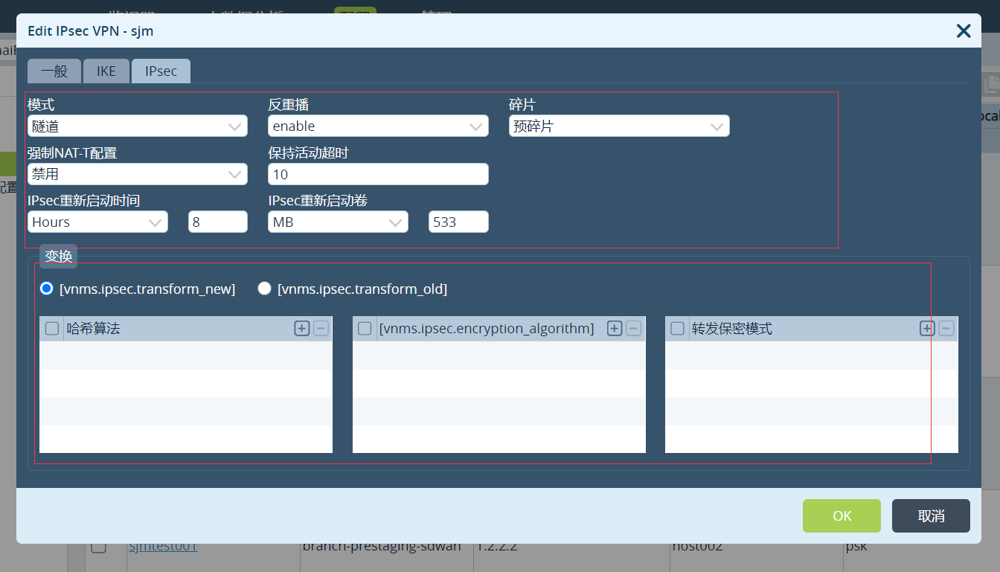 配置
管理
Edit IPsec VPN - sjm
一般
IKE
IPsec
模式
反重播
碎片
隧道
enable
预碎片
强制NAT-T配置
保持活动超时
禁用
10
IPsec重新启动时间
IPsec重新启动卷
Hours
8
MB
533
变换
[vnms.ipsec.transform_new]
[vnms.ipsec.transform_old]
哈希算法
[vnms.ipsec.encryption_algorithm]
转发保密模式
OK
取消
sjmtest001
branch-prestaging-sdwan
1.2.2.2
host002
psk